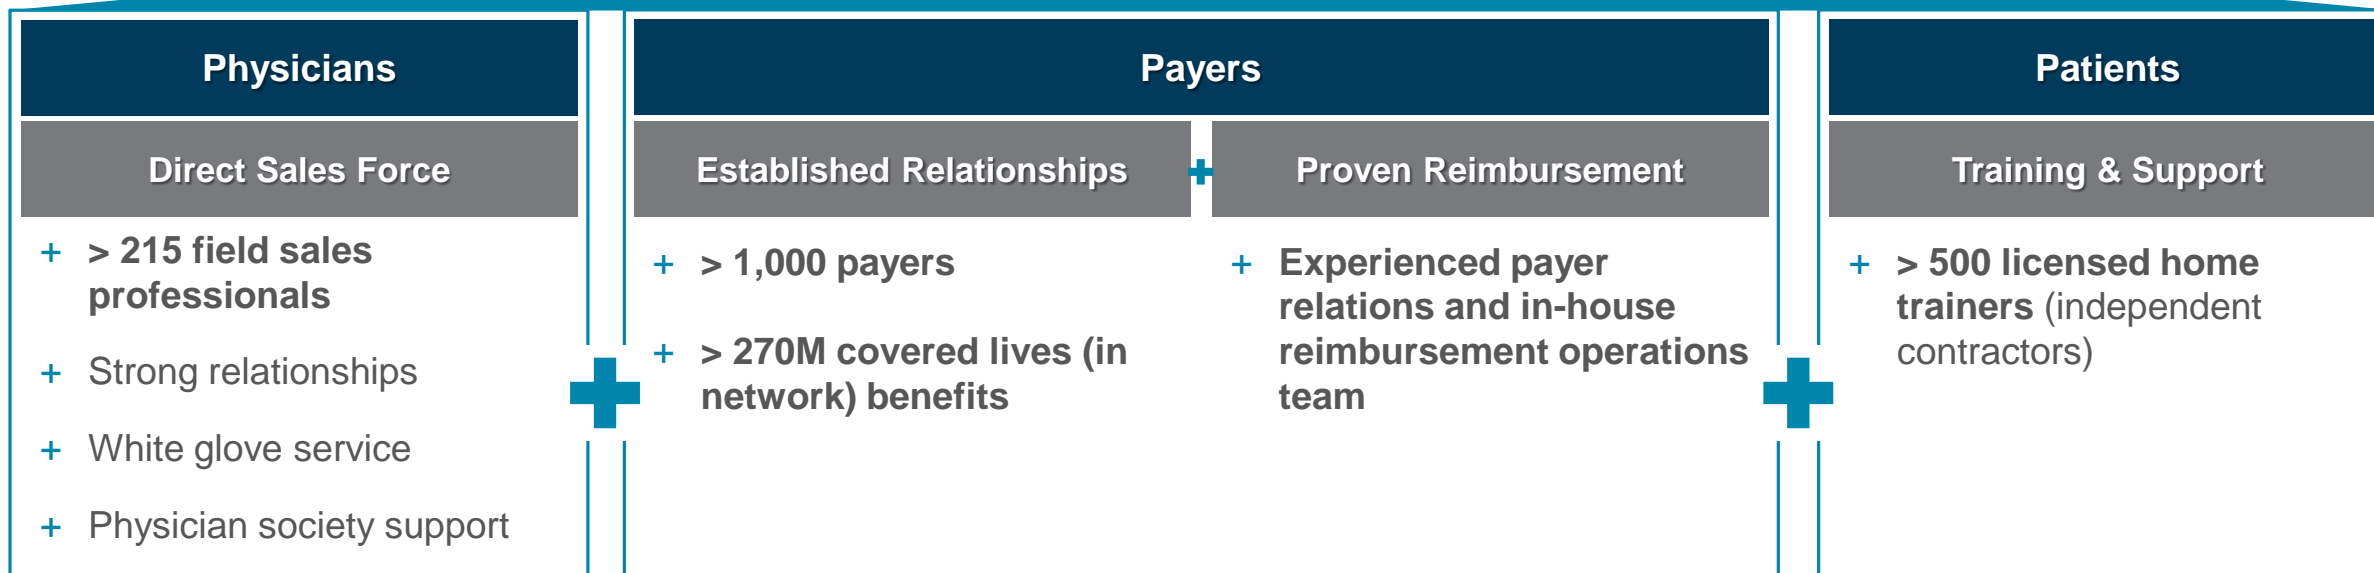 Physicians
Direct Sales Force
+ > 215 field sales
professionals
+ Strong relationships
+ White glove service
+ Physician society support
Payers
Established Relationships
+ > 1,000 payers
+ > 270M covered lives (in
network) benefits
Proven Reimbursement
+ Experienced payer
relations and in-house
reimbursement operations
team
Patients
Training & Support
+ > 500 licensed home
trainers (independent
contractors)